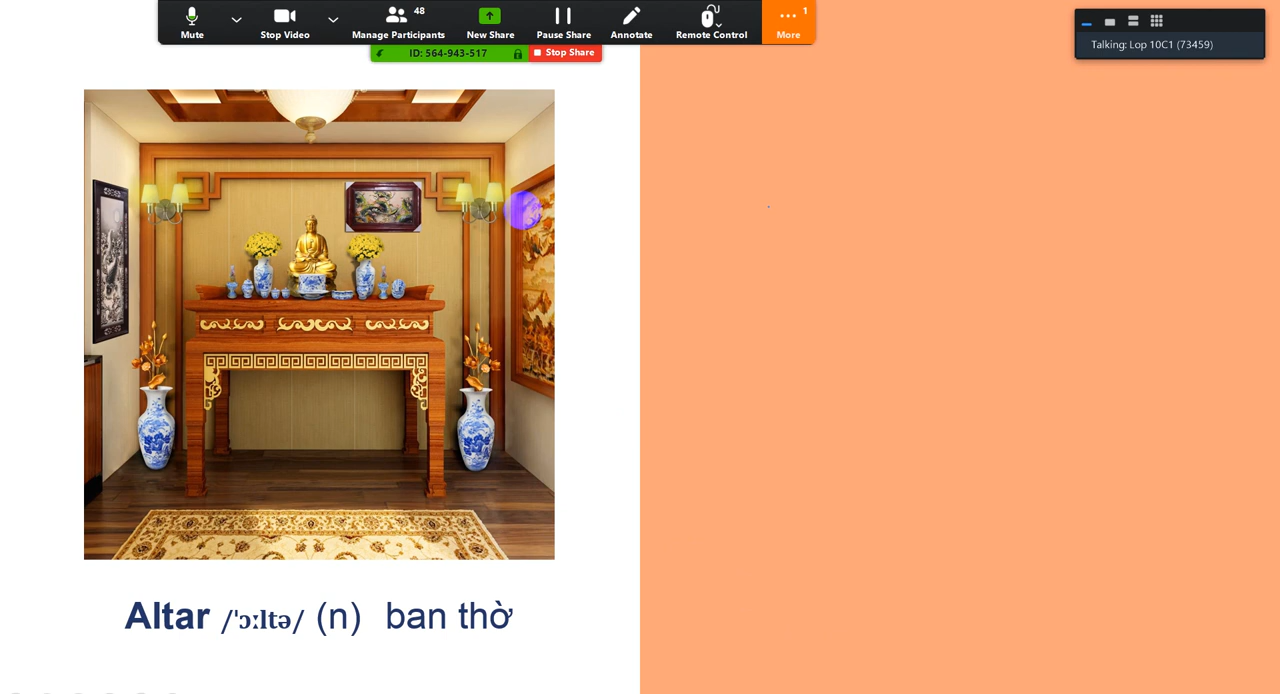 48
1
Mute
Stop Video
Manage Participants
New Share
Pause Share
Annotate
Remote Control
More
ID: 564-943-517
Stop Share
Talking: Lop 10C1 (73459)
Altar /ˈɔːltə/ (n) ban thờ